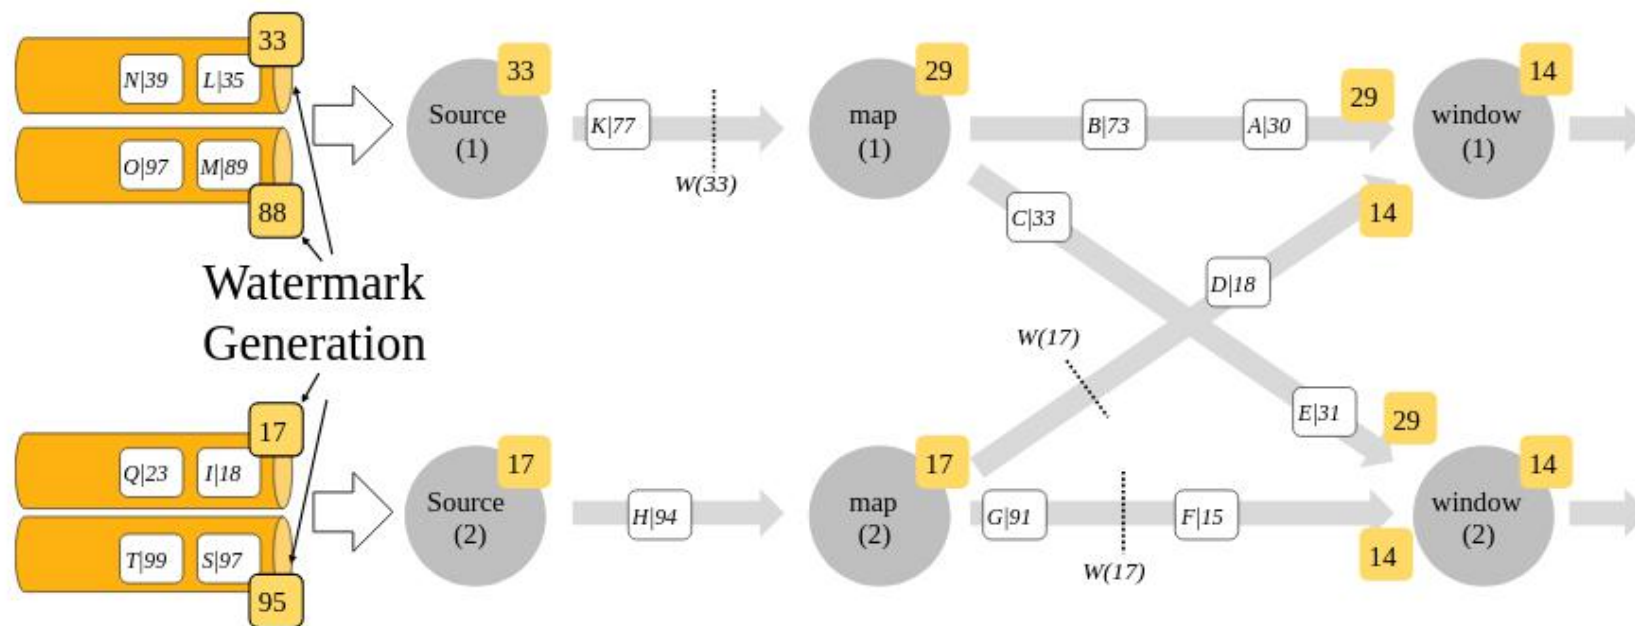 33
N|39 L|35
O|97 M|89
88
Source
(1)
33
K|77
W(33)
map
(1)
29
B|73 A|30
29
window
(1)
14
C|33
14
D|18
Watermark
Generation
W(17)
17
Q|23 I|18
T|99 S|97
95
Source
(2)
17
H|94
map
(2)
17
E|31
29
G|91 F|15
W(17)
14
window
(2)
14